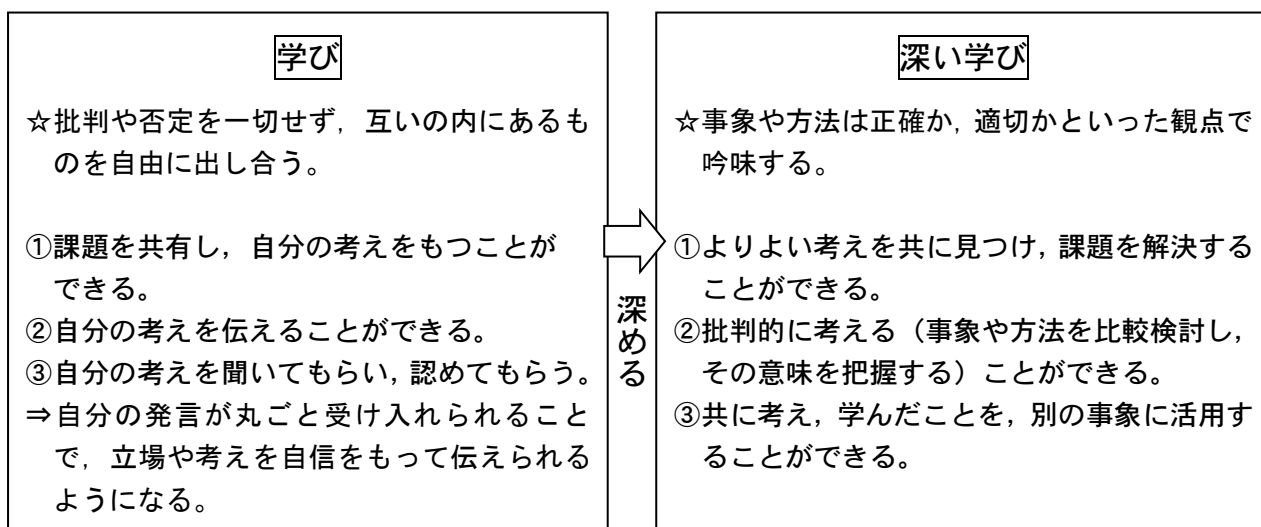 学び
☆批判や否定を一切せず，互いの内にあるも
のを自由に出し合う。
①課題を共有し，自分の考えをもつことが
できる。
②自分の考えを伝えることができる。
③自分の考えを聞いてもらい，認めてもらう。
⇒自分の発言が丸ごと受け入れられること
で，立場や考えを自信をもって伝えられる
ようになる。
深める
深い学び
☆事象や方法は正確か，適切かといった観点で
吟味する。
①よりよい考えを共に見つけ，課題を解決する
ことができる。
②批判的に考える（事象や方法を比較検討し，
その意味を把握する）ことができる。
③共に考え，学んだことを，別の事象に活用す
ることができる。